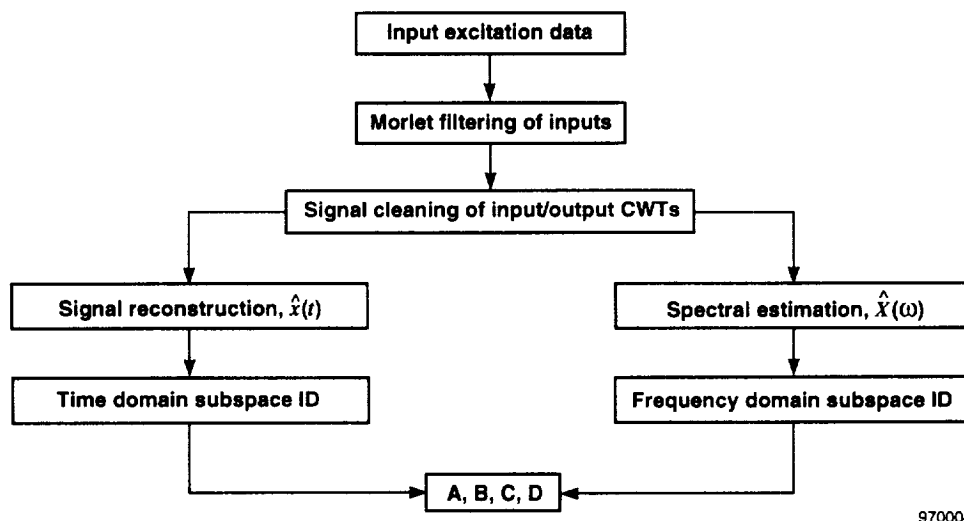 Input excitation data
Morlet filtering of inputs
Signal cleaning of input/output CWTs
Signal reconstruction, x̂(t)
Spectral estimation, X̂(ω)
Time domain subspace ID
Frequency domain subspace ID
A, B, C, D
97000